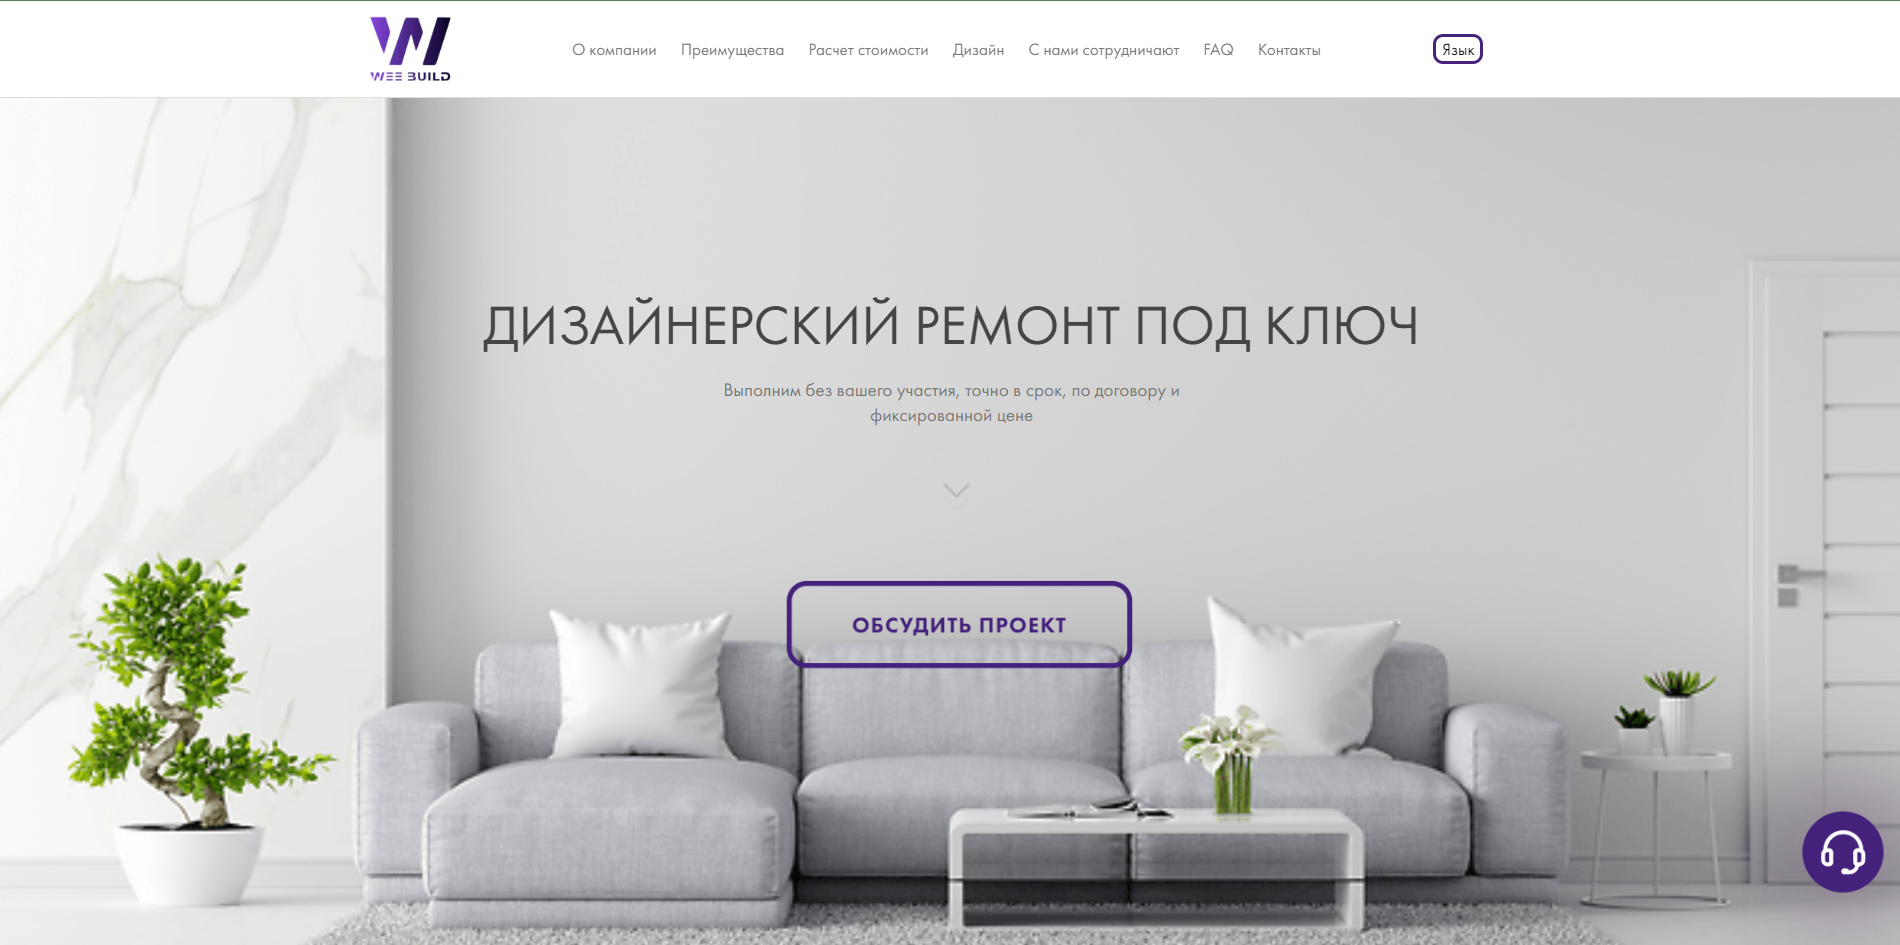 WEE BUILD
О компании Преимущества Расчет стоимости Дизайн С нами сотрудничают FAQ Контакты Язык
ДИЗАЙНЕРСКИЙ РЕМОНТ ПОД КЛЮЧ
Выполним без вашего участия, точно в срок, по договору и
фиксированной цене
ОБСУДИТЬ ПРОЕКТ